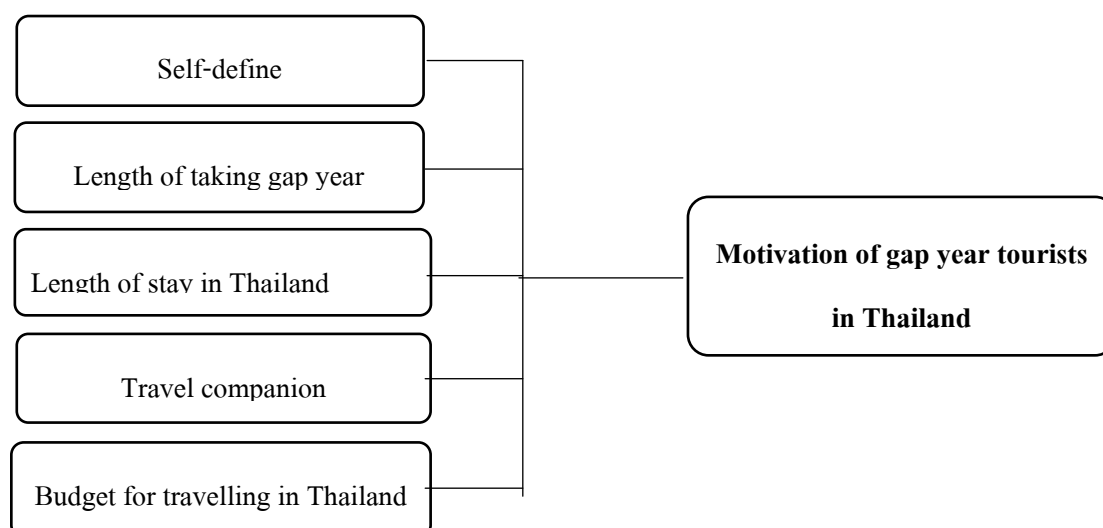 Self-define
Length of taking gap year
Length of stay in Thailand
Travel companion
Budget for travelling in Thailand
Motivation of gap year tourists
in Thailand